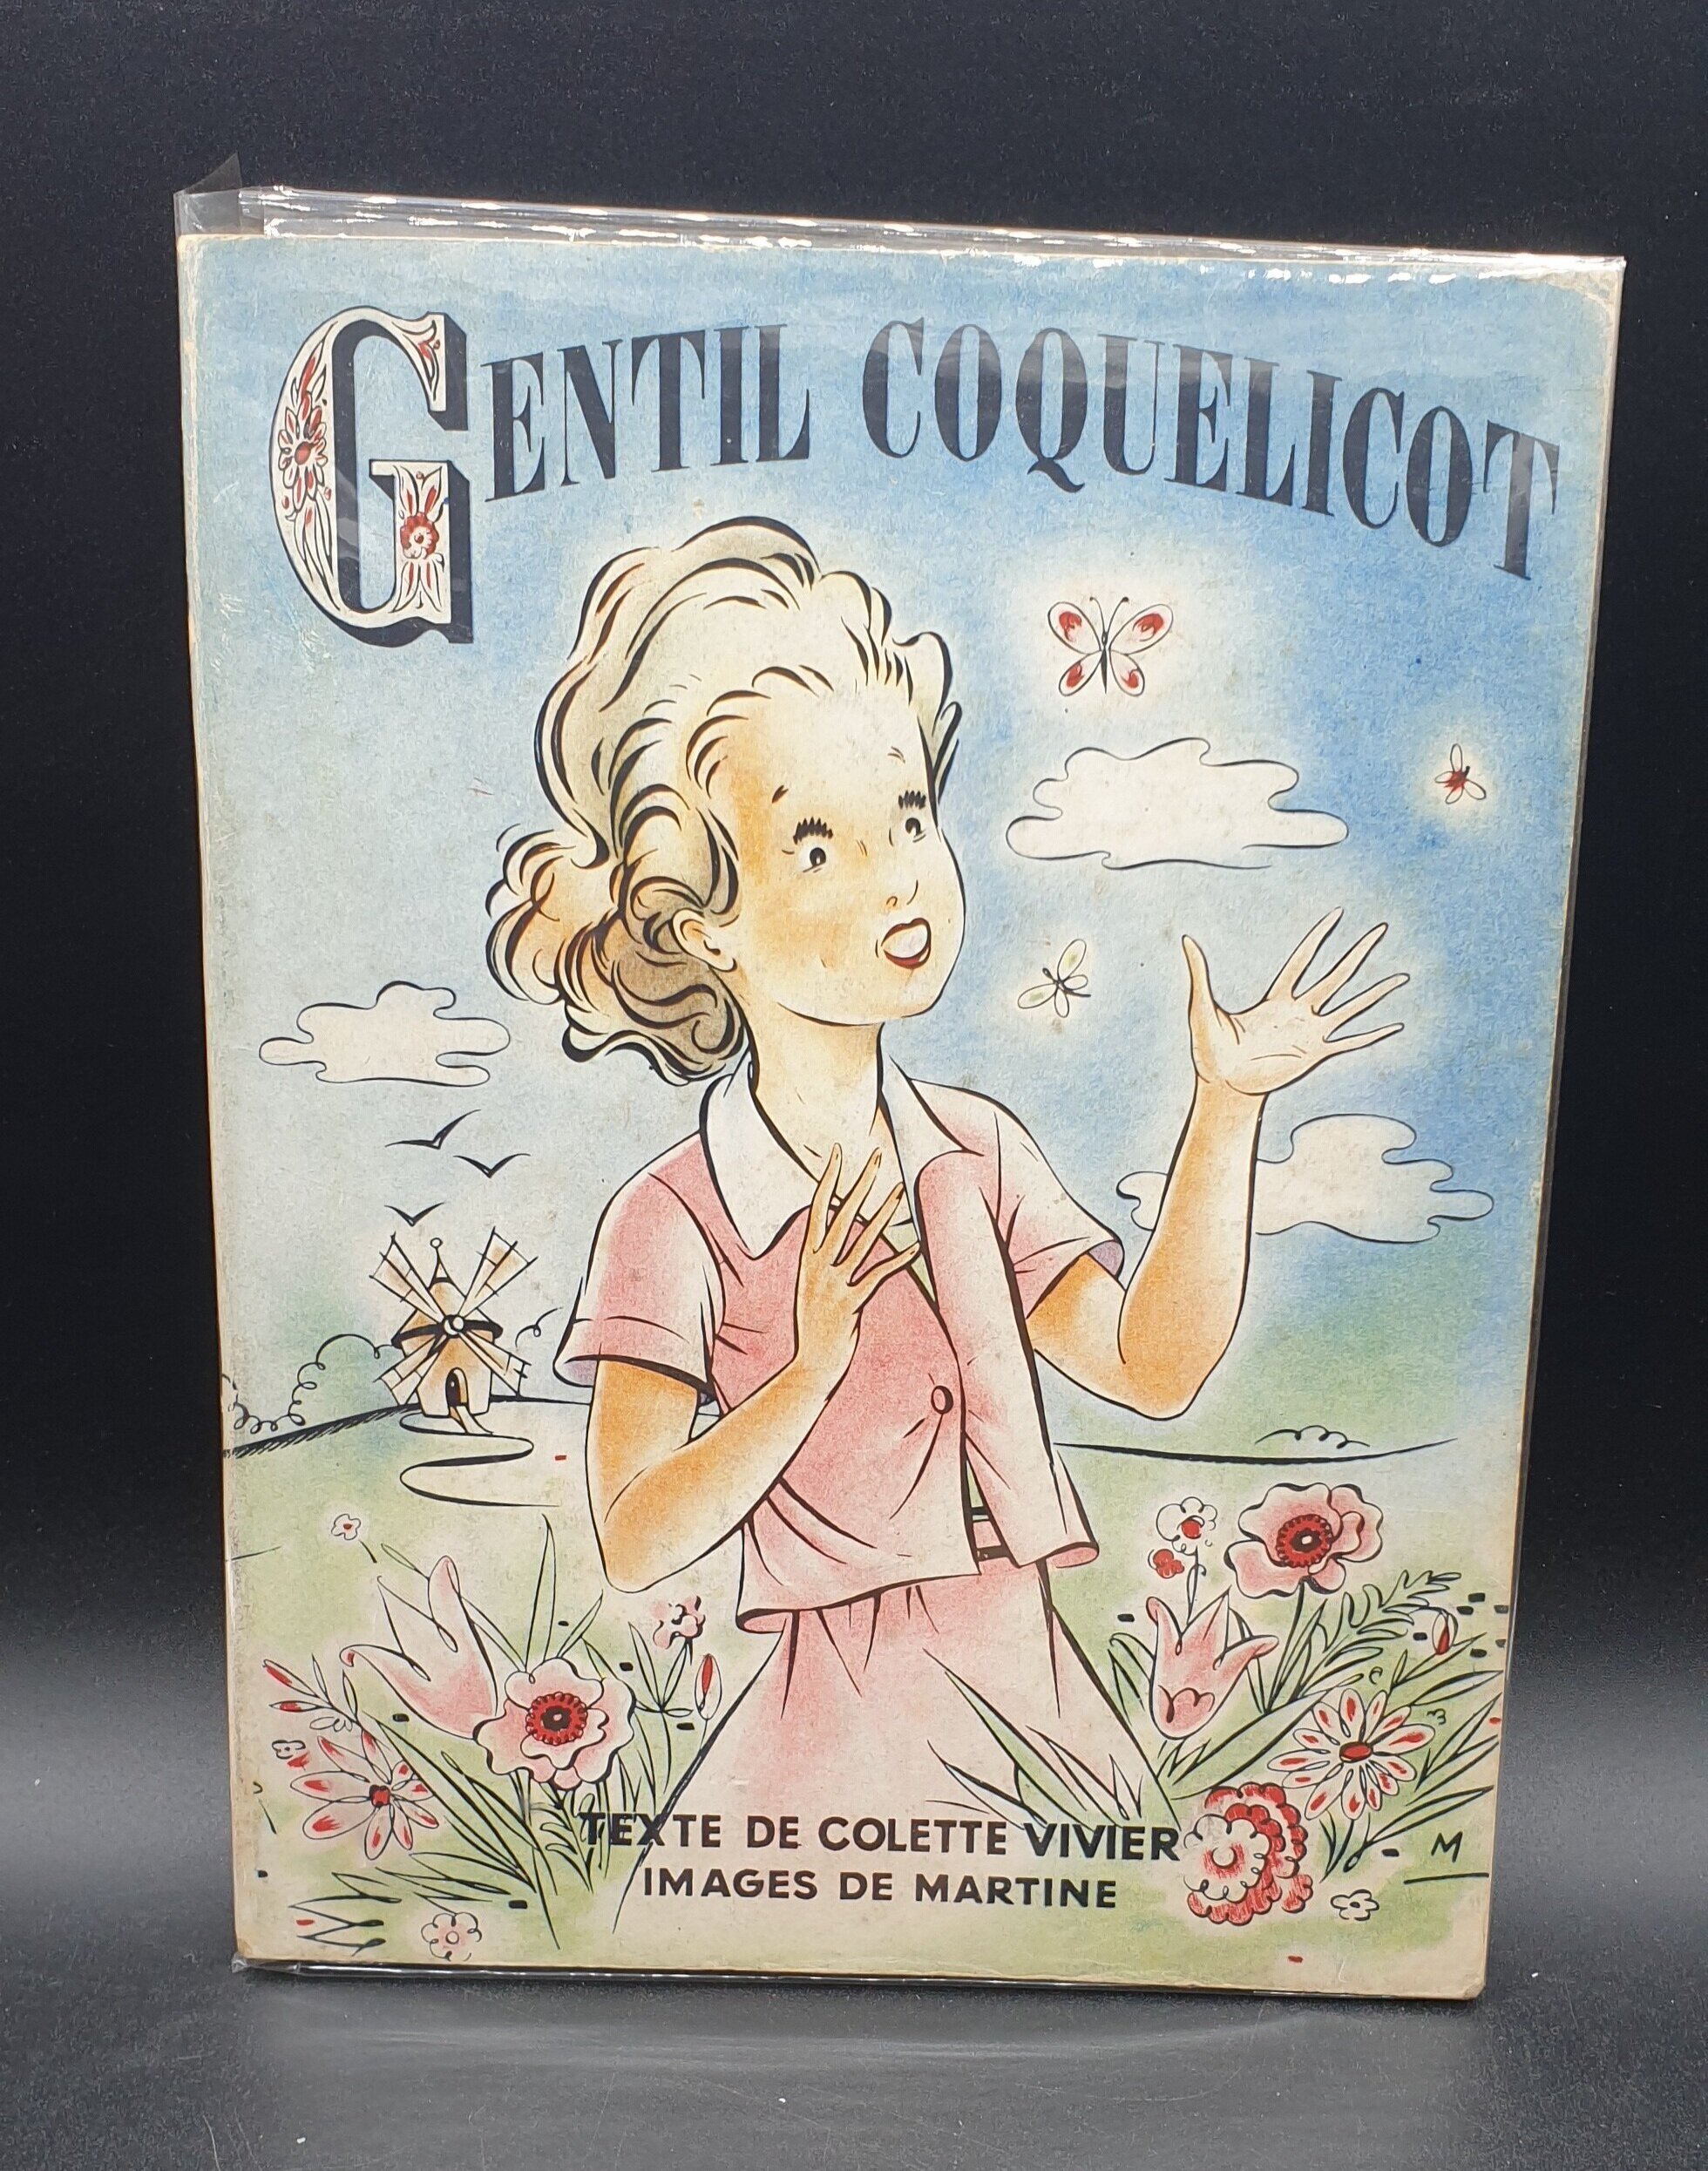 GENTIL COQUELICOT
TEXTE DE COLETTE VIVIER
IMAGES DE MARTINE
M